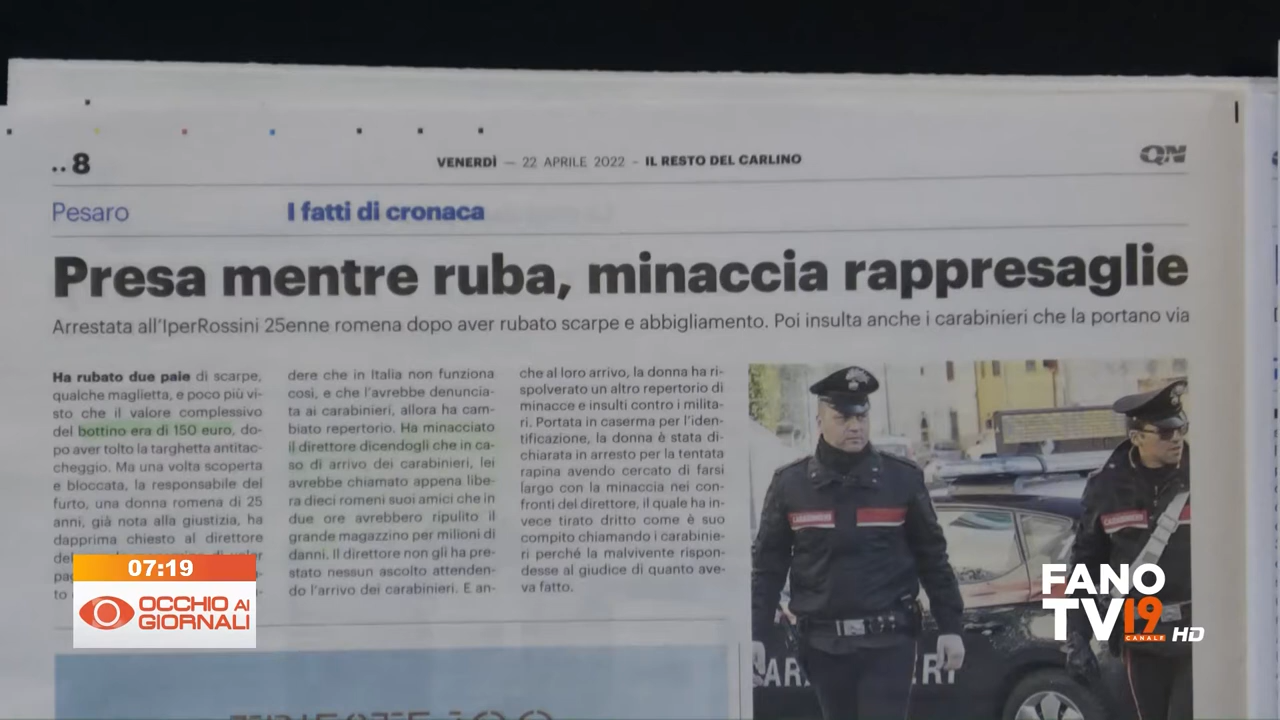 ..8
VENERDÌ — 22 APRILE 2022 – IL RESTO DEL CARLINO
QN
Pesaro
I fatti di cronaca
Presa mentre ruba, minaccia rappresaglie
Arrestata all'IperRossini 25enne romena dopo aver rubato scarpe e abbigliamento. Poi insulta anche i carabinieri che la portano via
Ha rubato due paie di scarpe,
qualche maglietta, e poco più vi-
sto che il valore complessivo
del bottino era di 150 euro, do-
po aver tolto la targhetta antitac-
cheggio. Ma una volta scoperta
e bloccata, la responsabile del
furto, una donna romena di 25
anni, già nota alla giustizia, ha
dapprima chiesto al direttore
to
dere che in Italia non funziona
così, e che l'avrebbe denuncia-
ta ai carabinieri, allora ha cam-
biato repertorio. Ha minacciato
il direttore dicendogli che in ca-
so di arrivo dei carabinieri, lei
avrebbe chiamato appena libe-
ra dieci romeni suoi amici che in
due ore avrebbero ripulito il
grande magazzino per milioni di
danni. Il direttore non gli ha pre-
stato nessun ascolto attenden-
do l'arrivo dei carabinieri. E an-
che al loro arrivo, la donna ha ri-
spolverato un altro repertorio di
minacce e insulti contro i milita-
ri. Portata in caserma per l'iden-
tificazione, la donna è stata di-
chiarata in arresto per la tentata
rapina avendo cercato di farsi
largo con la minaccia nei con-
fronti del direttore, il quale ha in-
vece tirato dritto come è suo
compito chiamando i carabinie-
ri perché la malvivente rispon-
desse al giudice di quanto ave-
va fatto.
CARABINIERI
CARABINIERI
07:19
OCCHIO AI
GIORNALI
FANO
TV19
CANALE HD